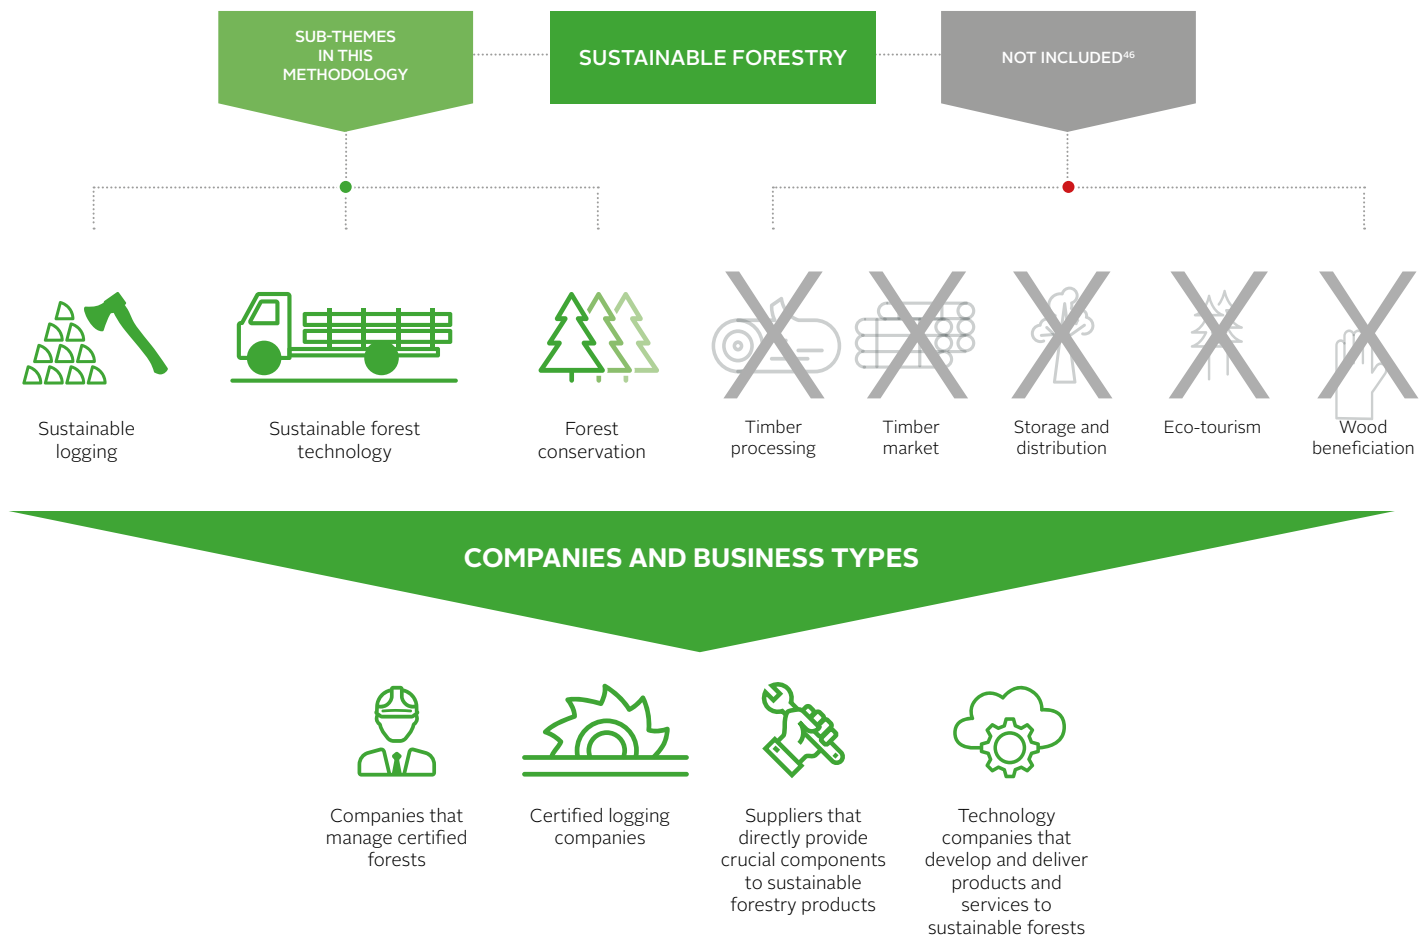 SUB-THEMES
IN THIS
METHODOLOGY
SUSTAINABLE FORESTRY
NOT INCLUDED⁴⁶
Sustainable
logging
Sustainable forest
technology
Forest
conservation
Timber
processing
Timber
market
Storage and
distribution
Eco-tourism
Wood
beneficiation
COMPANIES AND BUSINESS TYPES
Companies that
manage certified
forests
Certified logging
companies
Suppliers that
directly provide
crucial components
to sustainable
forestry products
Technology
companies that
develop and deliver
products and
services to
sustainable forests